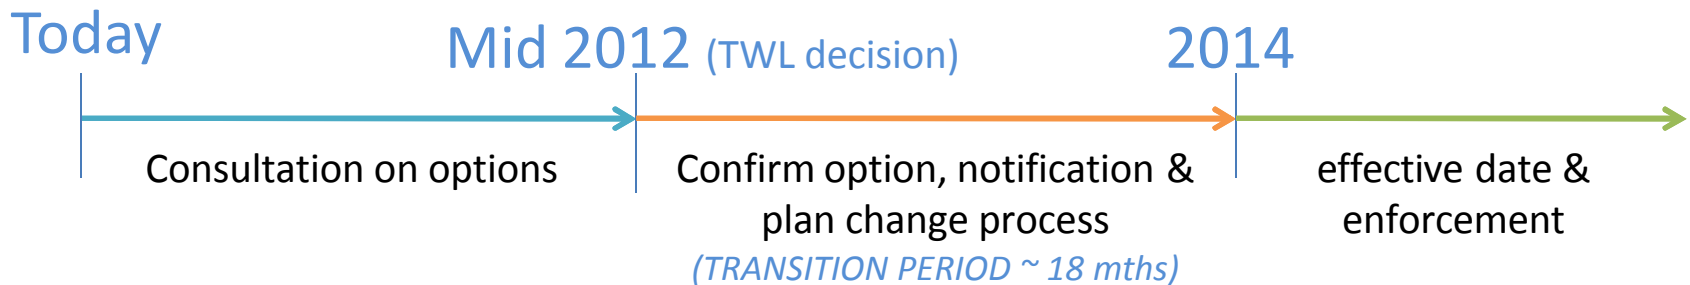 Today
Mid 2012 (TWL decision)
2014
Consultation on options
Confirm option, notification &
plan change process
(TRANSITION PERIOD ~ 18 mths)
effective date &
enforcement